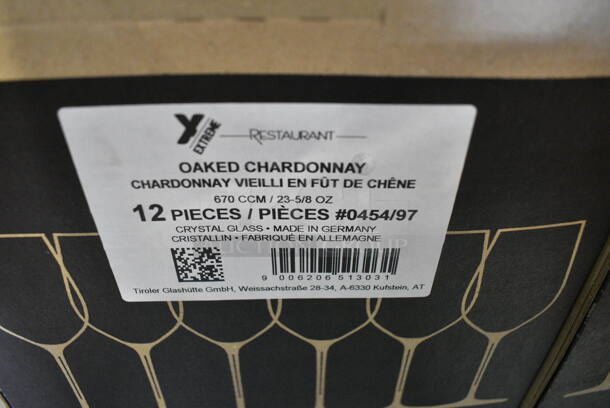 EXTREME
RESTAURANT
OAKED CHARDONNAY
CHARDONNAY VIEILLI EN FÛT DE CHÊNE
670 CCM / 23-5/8 OZ
12 PIECES / PIÈCES #0454/97
CRYSTAL GLASS • MADE IN GERMANY
CRISTALLIN • FABRIQUÉ EN ALLEMAGNE
9 006206 513031
Tiroler Glashütte GmbH, Weissachstraße 28-34, A-6330 Kufstein, AT